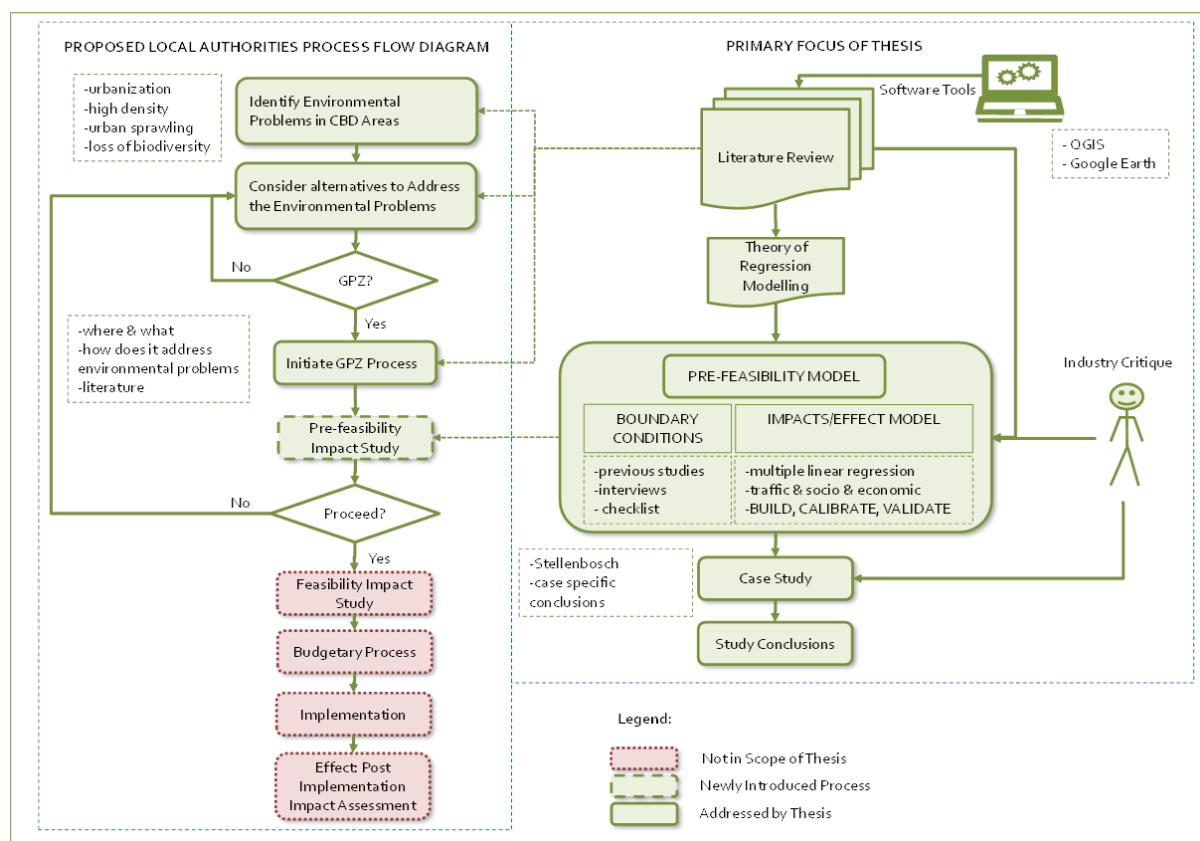 PROPOSED LOCAL AUTHORITIES PROCESS FLOW DIAGRAM
-urbanization
-high density
-urban sprawling
-loss of biodiversity
Identify Environmental
Problems in CBD Areas
Consider alternatives to Address
the Environmental Problems
No
GPZ?
Yes
-where & what
-how does it address
environmental problems
-literature
Initiate GPZ Process
Pre-feasibility
Impact Study
No
Proceed?
Yes
Feasibility Impact
Study
Budgetary Process
Implementation
Effect: Post
Implementation
Impact Assessment
PRIMARY FOCUS OF THESIS
Software Tools
- QGIS
- Google Earth
Literature Review
Theory of
Regression
Modelling
Industry Critique
PRE-FEASIBILITY MODEL
BOUNDARY
CONDITIONS
-previous studies
-interviews
- checklist
IMPACTS/EFFECT MODEL
-multiple linear regression
-traffic & socio & economic
-BUILD, CALIBRATE, VALIDATE
-Stellenbosch
-case specific
conclusions
Case Study
Study Conclusions
Legend:
Not in Scope of Thesis
Newly Introduced Process
Addressed by Thesis